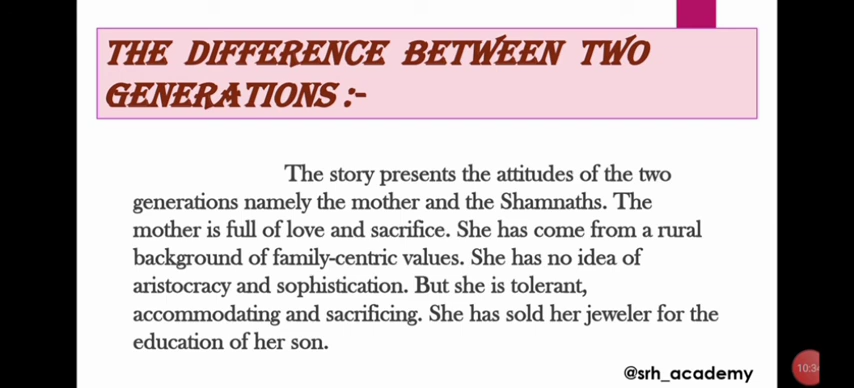 THE DIFFERENCE BETWEEN TWO
GENERATIONS :-
The story presents the attitudes of the two
generations namely the mother and the Shamnaths. The
mother is full of love and sacrifice. She has come from a rural
background of family-centric values. She has no idea of
aristocracy and sophistication. But she is tolerant,
accommodating and sacrificing. She has sold her jeweler for the
education of her son.
@srh_academy